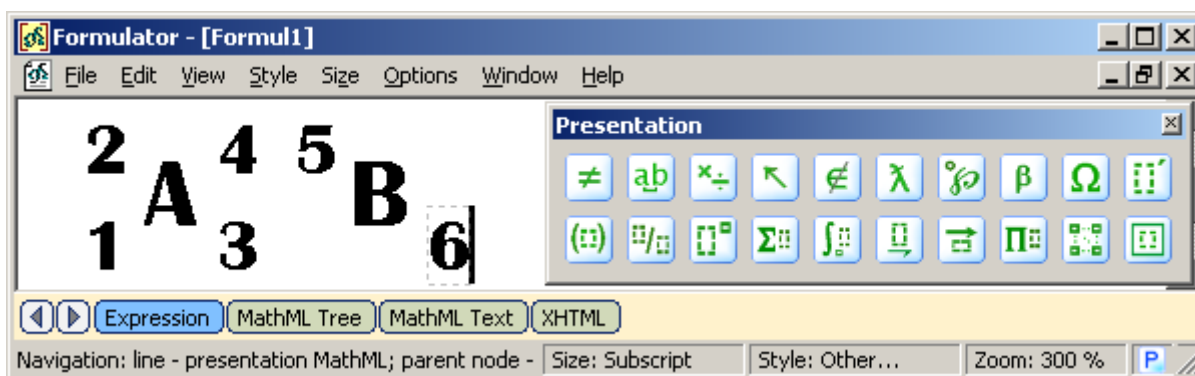 Formulator - [Formul1]
File Edit View Style Size Options Window Help
2 A 4 5 B
1 3 6
Presentation
≠ ab ×÷ ↖ ∉ λ ℘ β Ω
Σ ∫ Π
Expression MathML Tree MathML Text XHTML
Navigation: line - presentation MathML; parent node - Size: Subscript Style: Other... Zoom: 300 % P